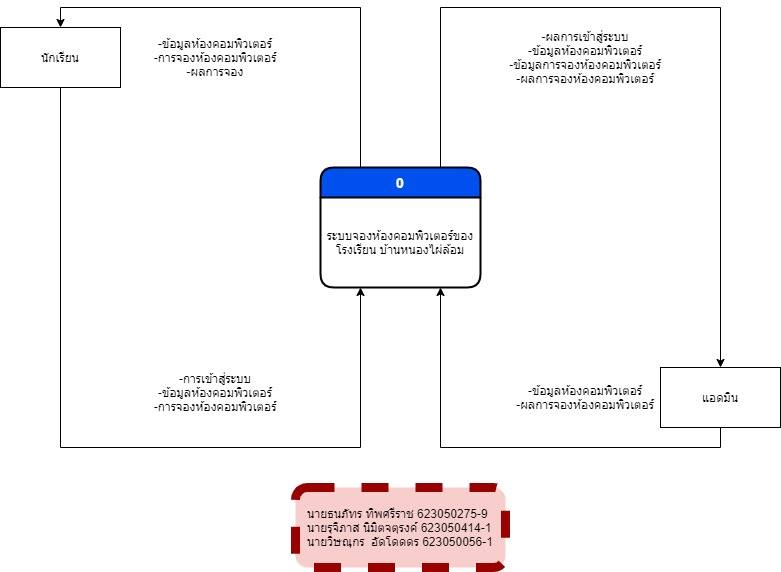 นักเรียน
-ข้อมูลห้องคอมพิวเตอร์
-การจองห้องคอมพิวเตอร์
-ผลการจอง
-ผลการเข้าสู่ระบบ
-ข้อมูลห้องคอมพิวเตอร์
-ข้อมูลการจองห้องคอมพิวเตอร์
-ผลการจองห้องคอมพิวเตอร์
0
ระบบจองห้องคอมพิวเตอร์ของ
โรงเรียน บ้านหนองไผ่ล้อม
-การเข้าสู่ระบบ
-ข้อมูลห้องคอมพิวเตอร์
-การจองห้องคอมพิวเตอร์
-ข้อมูลห้องคอมพิวเตอร์
-ผลการจองห้องคอมพิวเตอร์
แอดมิน
นายธนภัทร ทิพศรีราช 623050275-9
นายรุจิภาส นิมิตจตุรงค์ 623050414-1
นายวิษณุกร อัดโดดดร 623050056-1